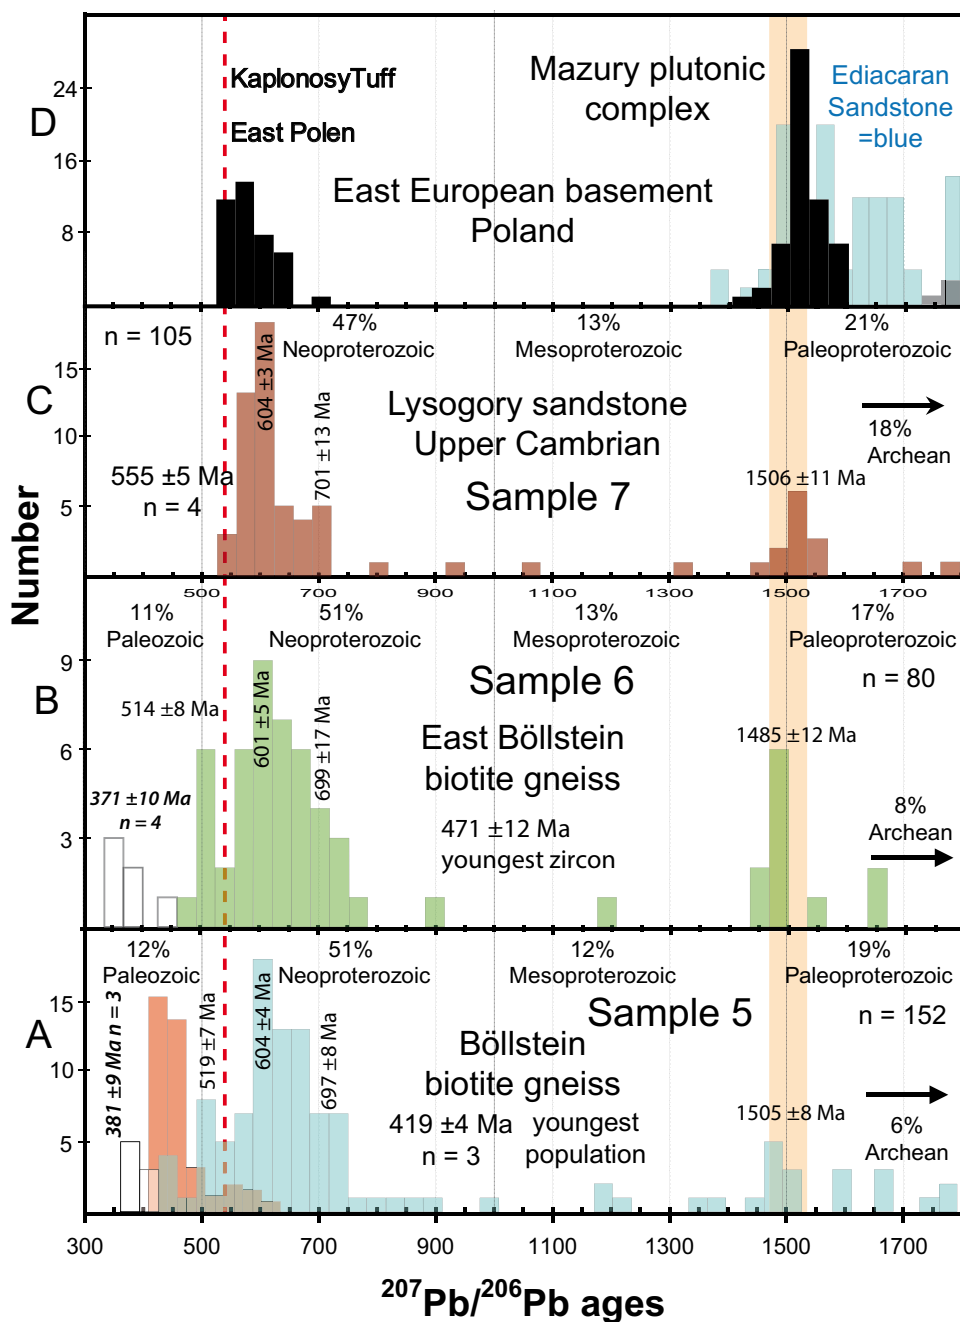 24
16
8
D
KaplonosyTuff
East Polen
Mazury plutonic
complex
Ediacaran
Sandstone
=blue
East European basement
Poland
n = 105
47%
Neoproterozoic
13%
Mesoproterozoic
21%
Paleoproterozoic
15
10
5
C
604 ±3 Ma
701 ±13 Ma
Lysogory sandstone
Upper Cambrian
Sample 7
18%
Archean
555 ±5 Ma
n = 4
1506 ±11 Ma
500
700
900
1100
1300
1500
1700
Number
11%
Paleozoic
51%
Neoproterozoic
13%
Mesoproterozoic
17%
Paleoproterozoic
9
6
3
B
Sample 6
n = 80
514 ±8 Ma
601 ±5 Ma
699 ±17 Ma
East Böllstein
biotite gneiss
1485 ±12 Ma
371 ±10 Ma
n = 4
471 ±12 Ma
youngest zircon
8%
Archean
12%
Paleozoic
51%
Neoproterozoic
12%
Mesoproterozoic
19%
Paleoproterozoic
15
10
5
A
381 ±9 Ma n = 3
519 ±7 Ma
604 ±4 Ma
697 ±8 Ma
Sample 5
n = 152
Böllstein
biotite gneiss
419 ±4 Ma
n = 3
youngest
population
1505 ±8 Ma
6%
Archean
300
500
700
900
1100
1300
1500
1700
207Pb/206Pb ages